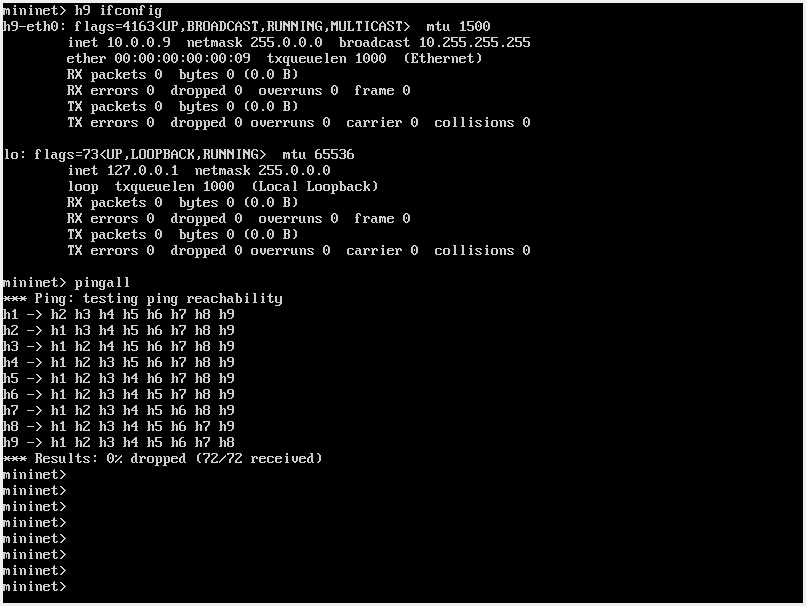 mininet> h9 ifconfig
h9-eth0: flags=4163<UP,BROADCAST,RUNNING,MULTICAST>  mtu 1500
        inet 10.0.0.9  netmask 255.0.0.0  broadcast 10.255.255.255
        ether 00:00:00:00:00:09  txqueuelen 1000  (Ethernet)
        RX packets 0  bytes 0 (0.0 B)
        RX errors 0  dropped 0  overruns 0  frame 0
        TX packets 0  bytes 0 (0.0 B)
        TX errors 0  dropped 0 overruns 0  carrier 0  collisions 0

lo: flags=73<UP,LOOPBACK,RUNNING>  mtu 65536
        inet 127.0.0.1  netmask 255.0.0.0
        loop  txqueuelen 1000  (Local Loopback)
        RX packets 0  bytes 0 (0.0 B)
        RX errors 0  dropped 0  overruns 0  frame 0
        TX packets 0  bytes 0 (0.0 B)
        TX errors 0  dropped 0 overruns 0  carrier 0  collisions 0

mininet> pingall
*** Ping: testing ping reachability
h1 -> h2 h3 h4 h5 h6 h7 h8 h9
h2 -> h1 h3 h4 h5 h6 h7 h8 h9
h3 -> h1 h2 h4 h5 h6 h7 h8 h9
h4 -> h1 h2 h3 h5 h6 h7 h8 h9
h5 -> h1 h2 h3 h4 h6 h7 h8 h9
h6 -> h1 h2 h3 h4 h5 h7 h8 h9
h7 -> h1 h2 h3 h4 h5 h6 h8 h9
h8 -> h1 h2 h3 h4 h5 h6 h7 h9
h9 -> h1 h2 h3 h4 h5 h6 h7 h8
*** Results: 0% dropped (72/72 received)
mininet>
mininet>
mininet>
mininet>
mininet>
mininet>
mininet>
mininet>